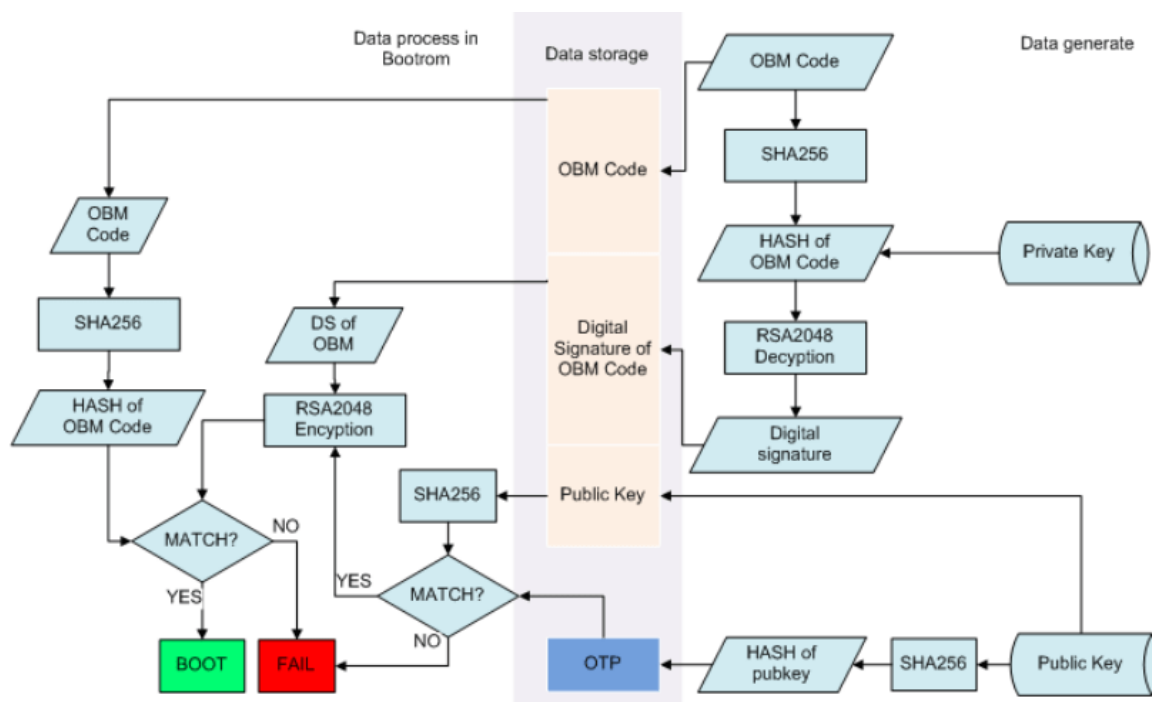 Data process in
Bootrom
Data storage
Data generate
OBM Code
SHA256
HASH of
OBM Code
Private Key
RSA2048
Decyption
Digital
signature
OBM Code
Digital
Signature of
OBM Code
Public Key
OBM
Code
SHA256
HASH of
OBM Code
DS of
OBM
RSA2048
Encyption
SHA256
MATCH?
NO
YES
MATCH?
YES
NO
BOOT
FAIL
OTP
HASH of
pubkey
SHA256
Public Key